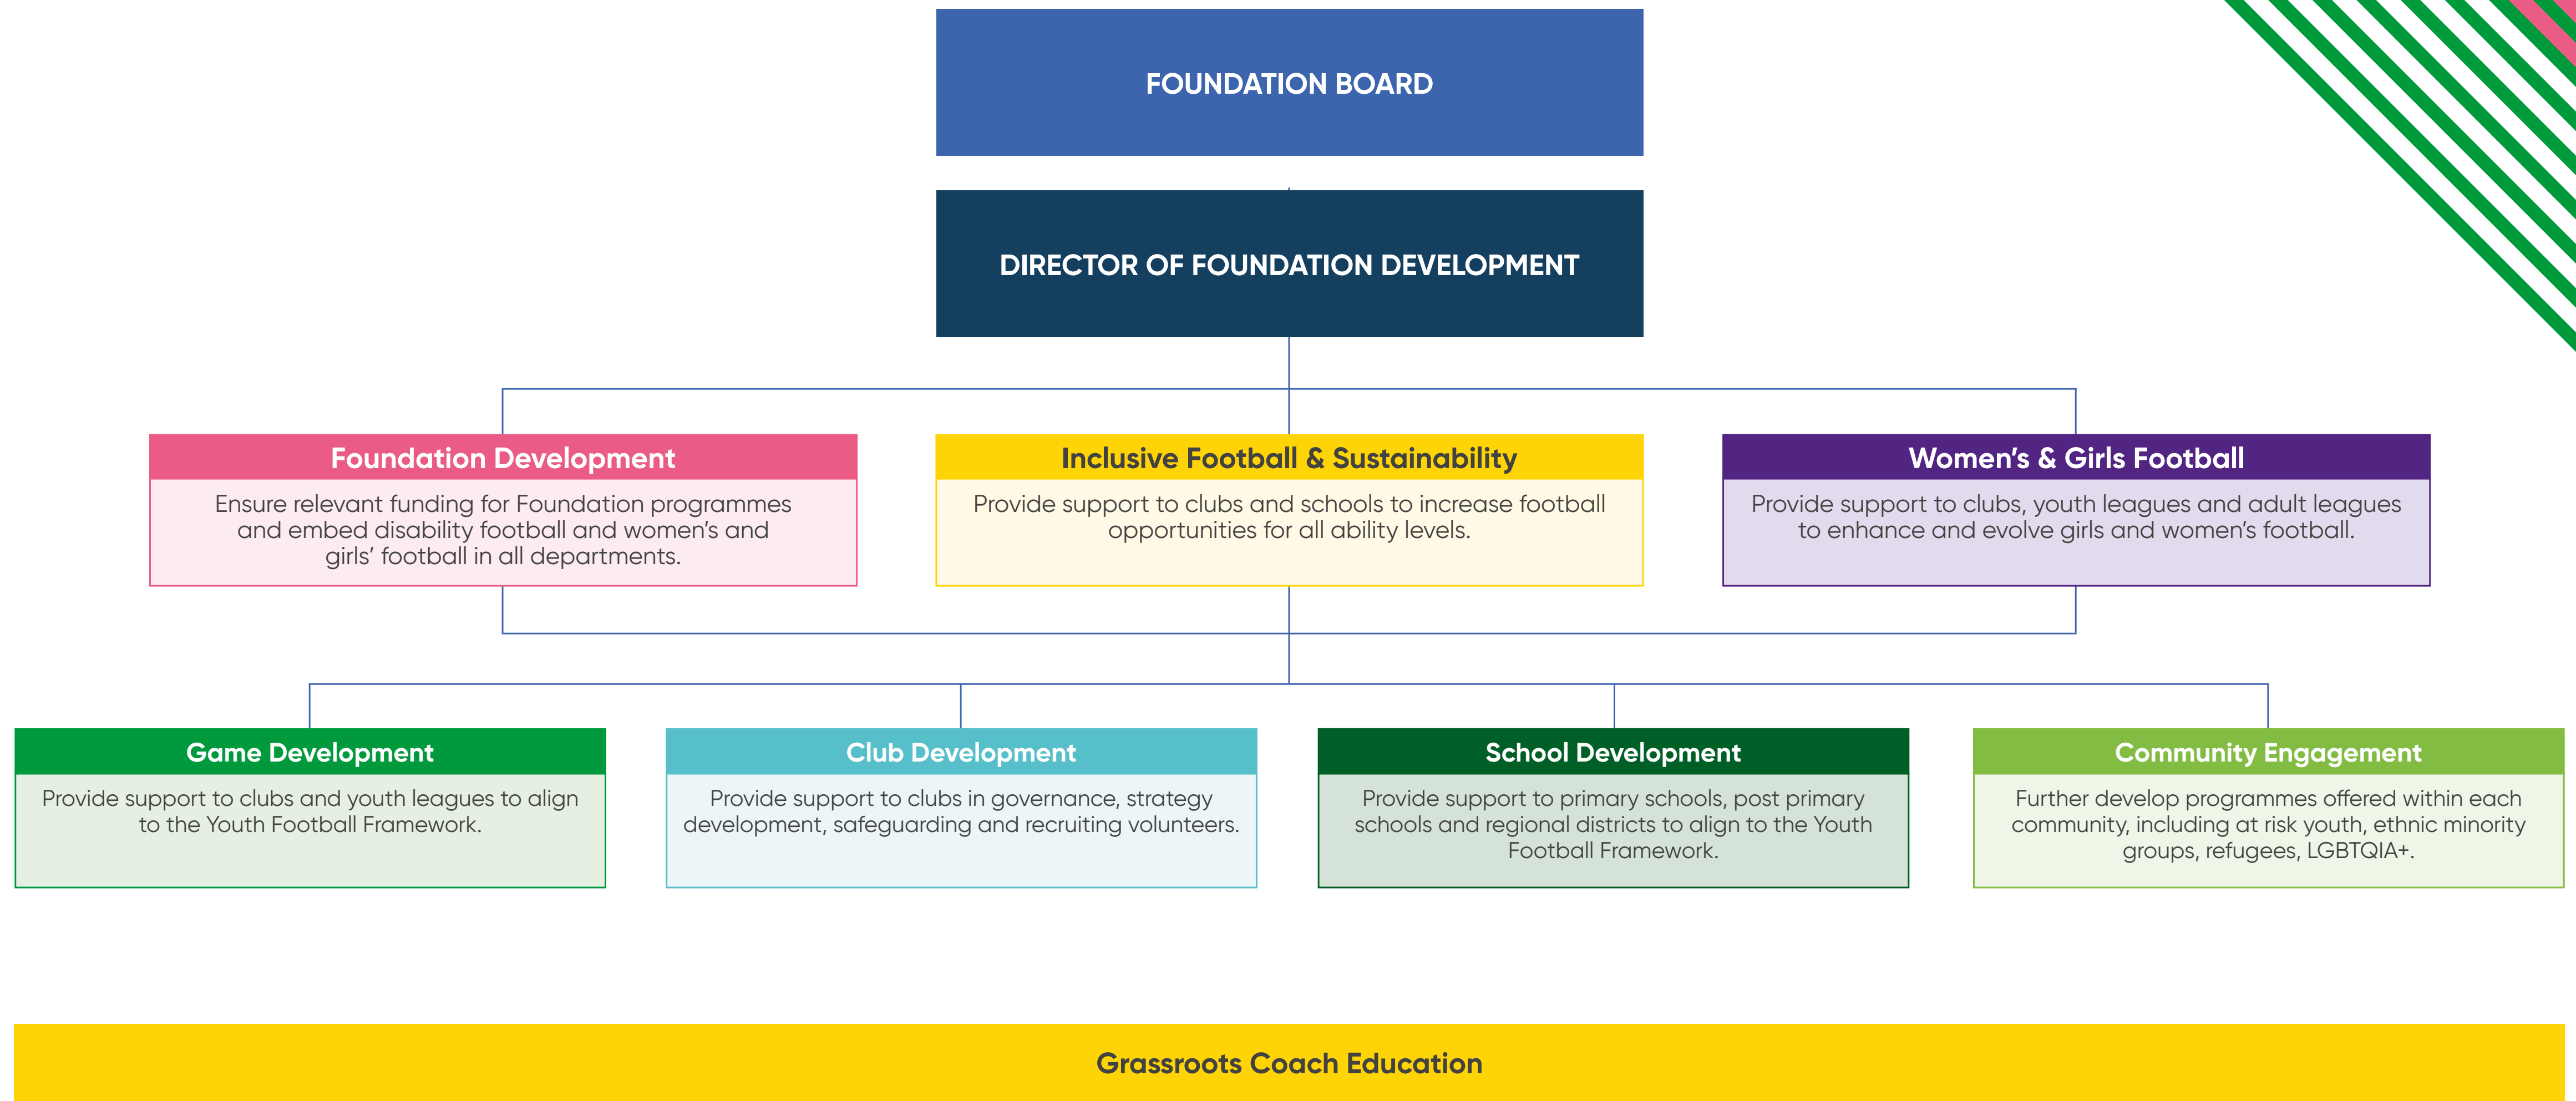 FOUNDATION BOARD
DIRECTOR OF FOUNDATION DEVELOPMENT
Foundation Development
Ensure relevant funding for Foundation programmes
and embed disability football and women’s and
girls’ football in all departments.
Inclusive Football & Sustainability
Provide support to clubs and schools to increase football
opportunities for all ability levels.
Women’s & Girls Football
Provide support to clubs, youth leagues and adult leagues
to enhance and evolve girls and women’s football.
Game Development
Provide support to clubs and youth leagues to align
to the Youth Football Framework.
Club Development
Provide support to clubs in governance, strategy
development, safeguarding and recruiting volunteers.
School Development
Provide support to primary schools, post primary
schools and regional districts to align to the Youth
Football Framework.
Community Engagement
Further develop programmes offered within each
community, including at risk youth, ethnic minority
groups, refugees, LGBTQIA+.
Grassroots Coach Education